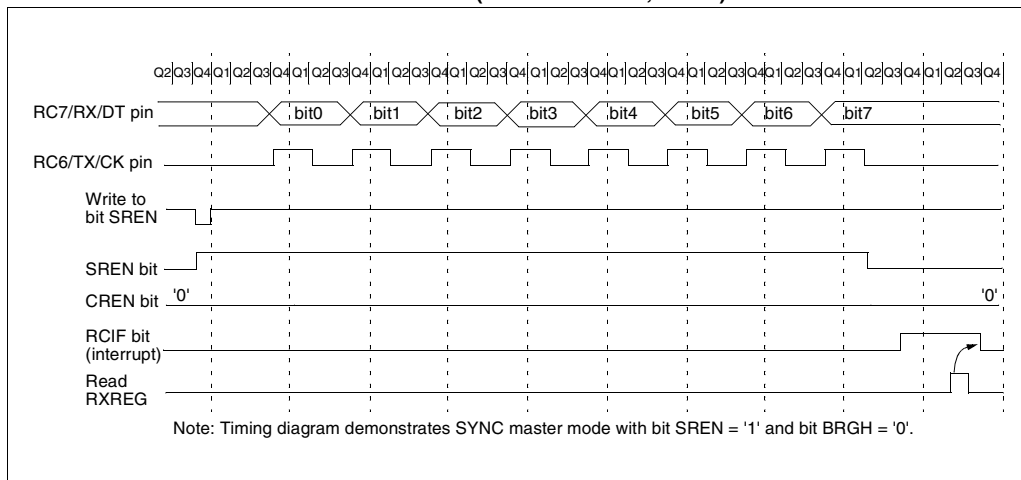 Q2 Q3 Q4 Q1 Q2 Q3 Q4 Q1 Q2 Q3 Q4 Q1 Q2 Q3 Q4 Q1 Q2 Q3 Q4 Q1 Q2 Q3 Q4 Q1 Q2 Q3 Q4 Q1 Q2 Q3 Q4 Q1 Q2 Q3 Q4 Q1 Q2 Q3 Q4 Q1 Q2 Q3 Q4
RC7/RX/DT pin bit0 bit1 bit2 bit3 bit4 bit5 bit6 bit7
RC6/TX/CK pin
Write to
bit SREN
SREN bit
CREN bit '0' '0'
RCIF bit
(interrupt)
Read
RXREG
Note: Timing diagram demonstrates SYNC master mode with bit SREN = '1' and bit BRGH = '0'.